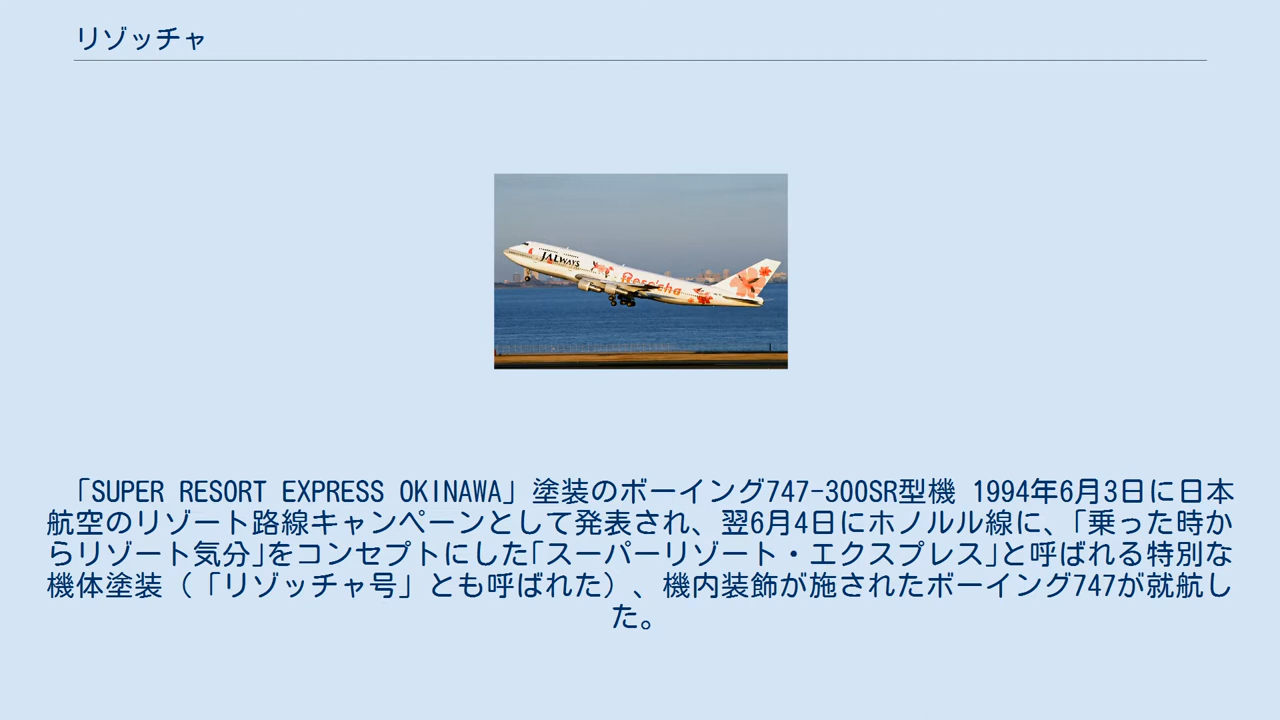 リゾッチャ
JALWAYS
Reso'cha
「SUPER RESORT EXPRESS OKINAWA」塗装のボーイング747-300SR型機 1994年6月3日に日本
航空のリゾート路線キャンペーンとして発表され、翌6月4日にホノルル線に、｢乗った時か
らリゾート気分｣をコンセプトにした｢スーパーリゾート・エクスプレス｣と呼ばれる特別な
機体塗装（「リゾッチャ号」とも呼ばれた）、機内装飾が施されたボーイング747が就航し
た。